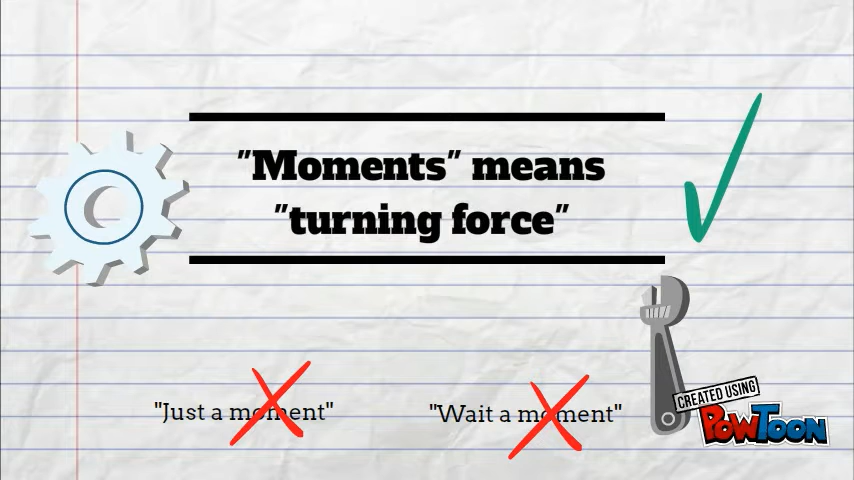 "Moments" means
"turning force"
"Just a moment"
"Wait a moment"
CREATED USING
POWTOON